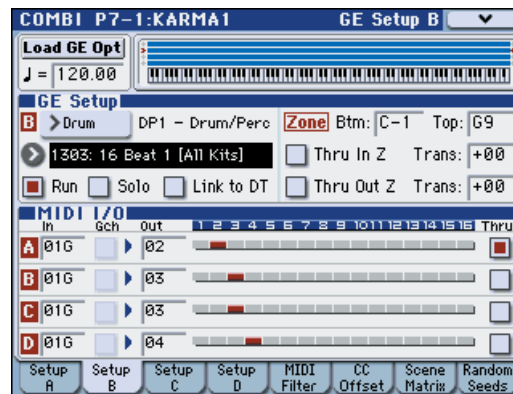 COMBI P7-1:KARMA1 GE Setup B
Load GE Opt
♩= 120.00
GE Setup
B >Drum DP1 - Drum/Perc Zone Btm: C-1 Top: G9
1303: 16 Beat 1 [All Kits] Thru In Z Trans: +00
Run Solo Link to DT Thru Out Z Trans: +00
MIDI I/O
In Gch Out 1 2 3 4 5 6 7 8 9 10 11 12 13 14 15 16 Thru
A 01G 02
B 01G 03
C 01G 03
D 01G 04
Setup A Setup B Setup C Setup D MIDI Filter CC Offset Scene Matrix Random Seeds